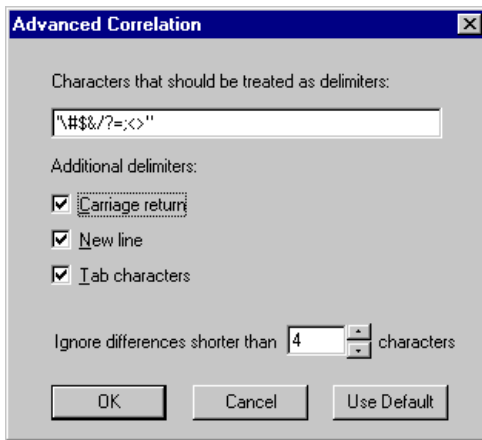 Advanced Correlation
Characters that should be treated as delimiters:
"\#$&/?=;<>"
Additional delimiters:
Carriage return
New line
Tab characters
Ignore differences shorter than 4 characters
OK Cancel Use Default